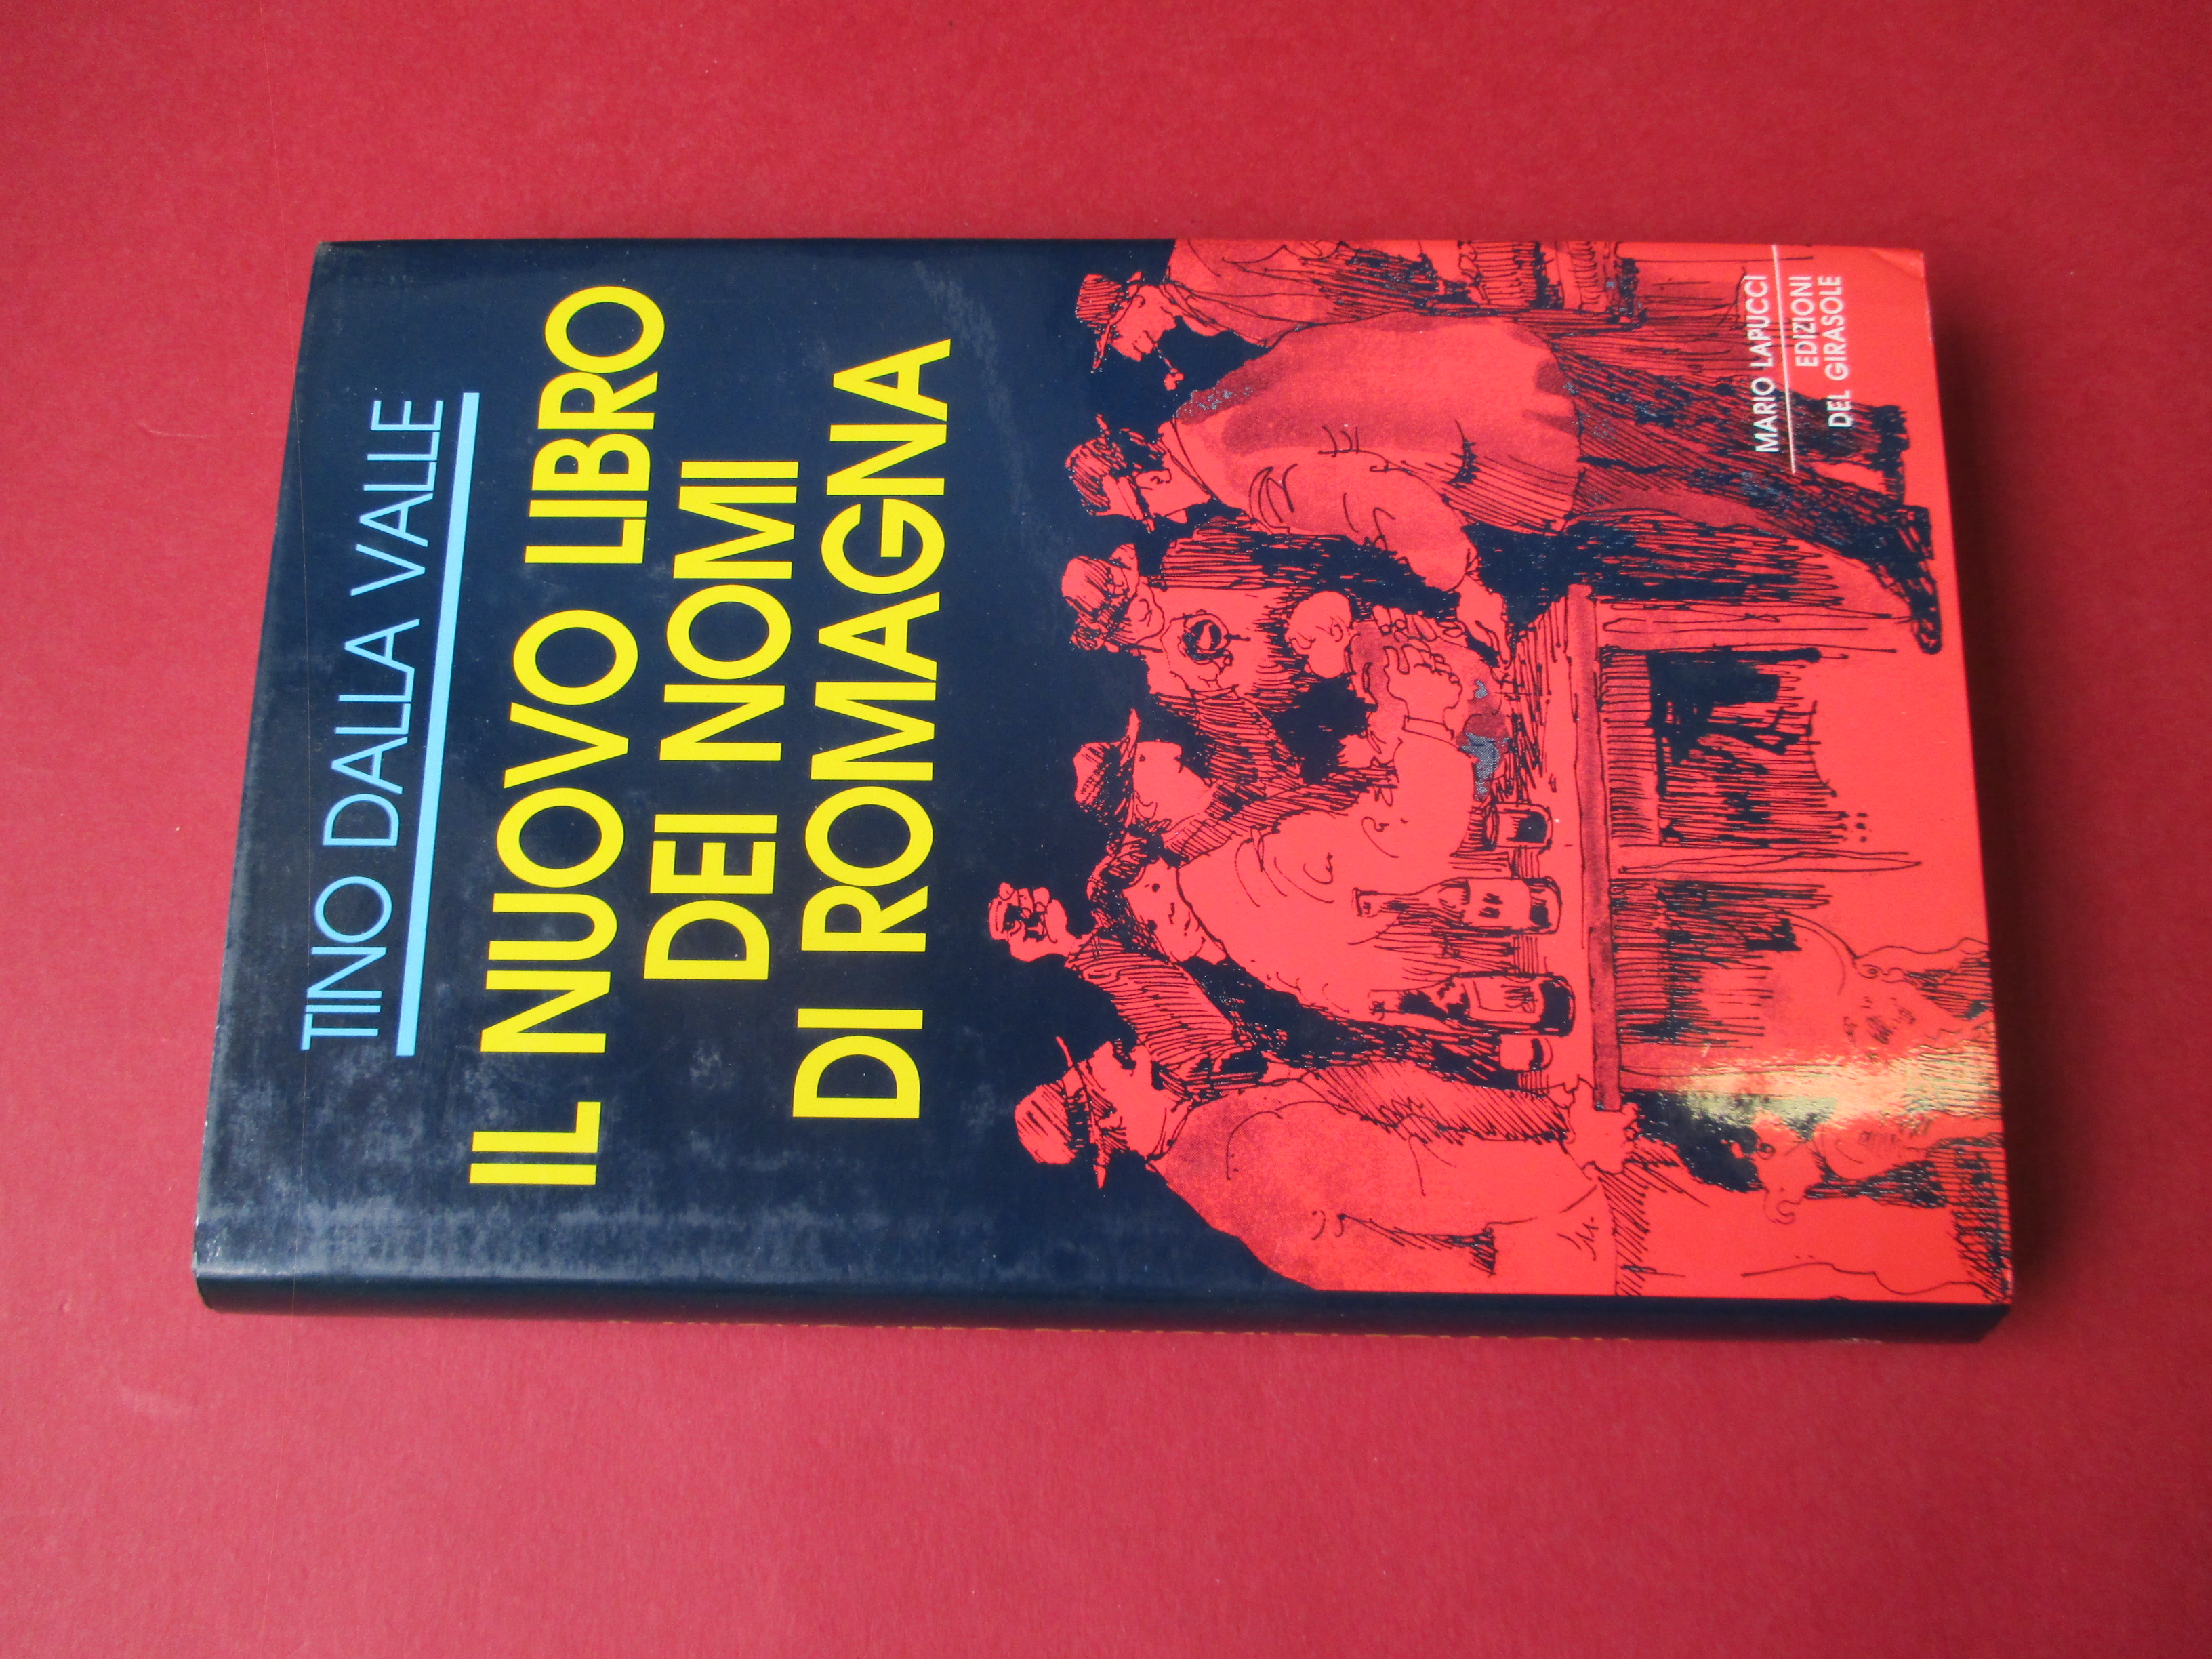 TINO DALLA VALLE
IL NUOVO LIBRO
DEI NOMI
DI ROMAGNA
MARIO LAPUCCI
EDIZIONI
DEL GIRASOLE